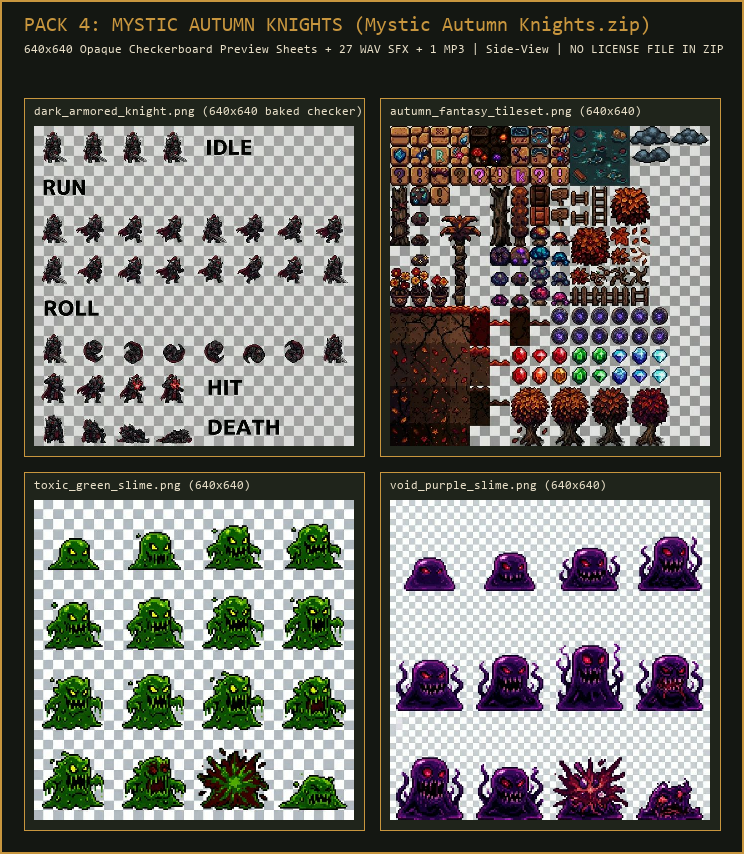 PACK 4: MYSTIC AUTUMN KNIGHTS (Mystic Autumn Knights.zip)
640x640 Opaque Checkerboard Preview Sheets + 27 WAV SFX + 1 MP3 | Side-View | NO LICENSE FILE IN ZIP
dark_armored_knight.png (640x640 baked checker)
IDLE
RUN
ROLL
HIT
DEATH
autumn_fantasy_tileset.png (640x640)
toxic_green_slime.png (640x640)
void_purple_slime.png (640x640)